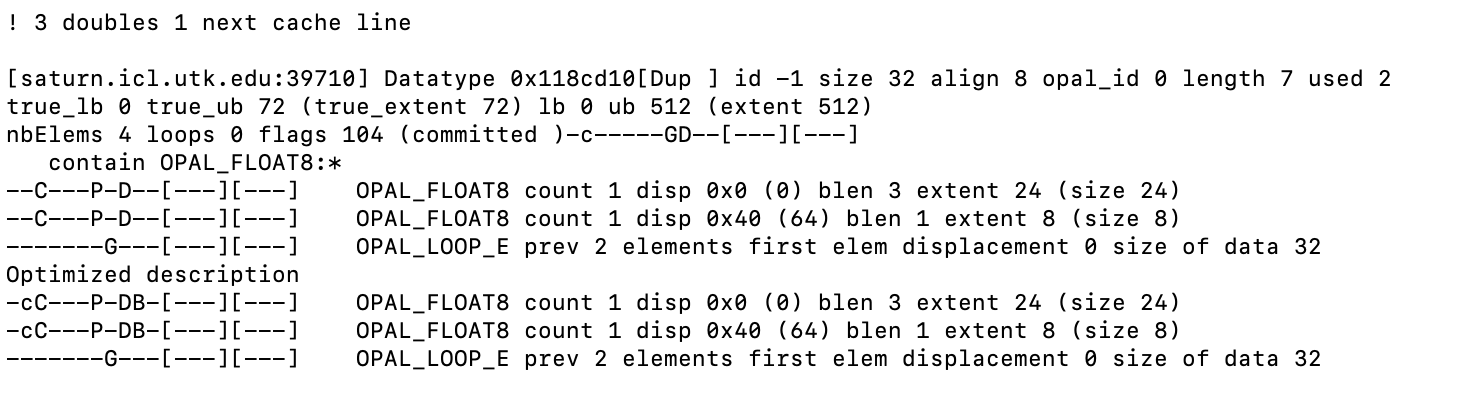 ! 3 doubles 1 next cache line
[saturn.icl.utk.edu:39710] Datatype 0x118cd10[Dup ] id -1 size 32 align 8 opal_id 0 length 7 used 2
true_lb 0 true_ub 72 (true_extent 72) lb 0 ub 512 (extent 512)
nbElems 4 loops 0 flags 104 (committed )-c-----GD--[---][---]
   contain OPAL_FLOAT8:*
--C---P-D--[---][---]    OPAL_FLOAT8 count 1 disp 0x0 (0) blen 3 extent 24 (size 24)
--C---P-D--[---][---]    OPAL_FLOAT8 count 1 disp 0x40 (64) blen 1 extent 8 (size 8)
-------G---[---][---]    OPAL_LOOP_E prev 2 elements first elem displacement 0 size of data 32
Optimized description
-cC---P-DB-[---][---]    OPAL_FLOAT8 count 1 disp 0x0 (0) blen 3 extent 24 (size 24)
-cC---P-DB-[---][---]    OPAL_FLOAT8 count 1 disp 0x40 (64) blen 1 extent 8 (size 8)
-------G---[---][---]    OPAL_LOOP_E prev 2 elements first elem displacement 0 size of data 32